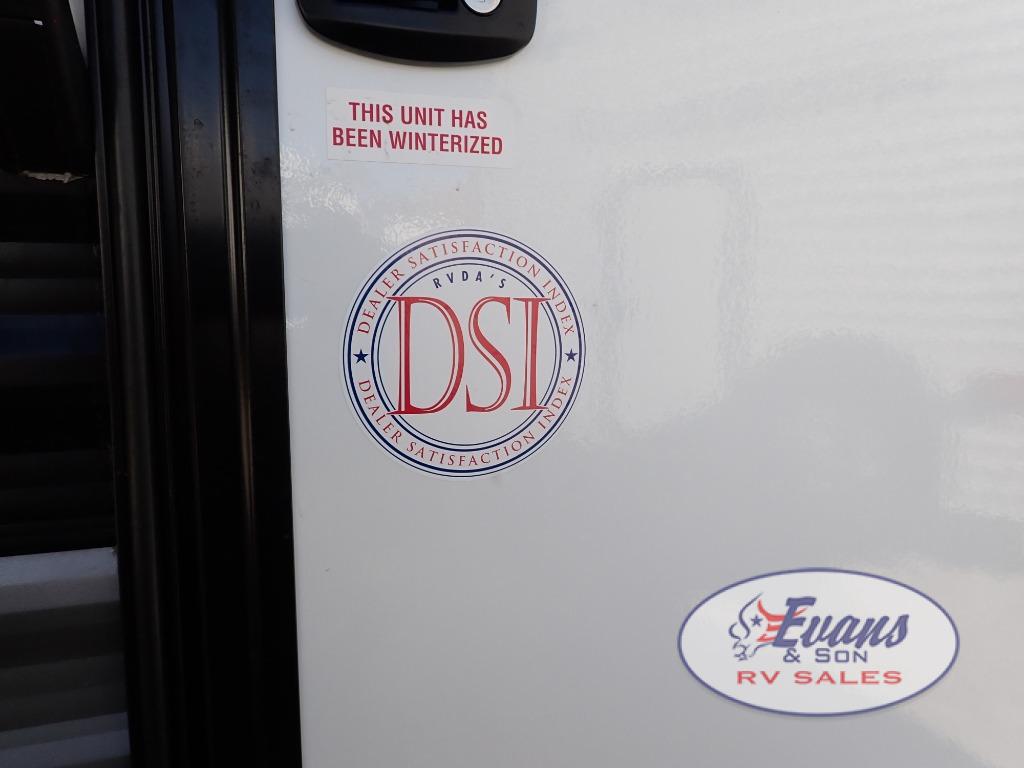 THIS UNIT HAS
BEEN WINTERIZED
DEALER SATISFACTION INDEX
RVDA'S
DSI
DEALER SATISFACTION INDEX
Evans
& SON
RV SALES